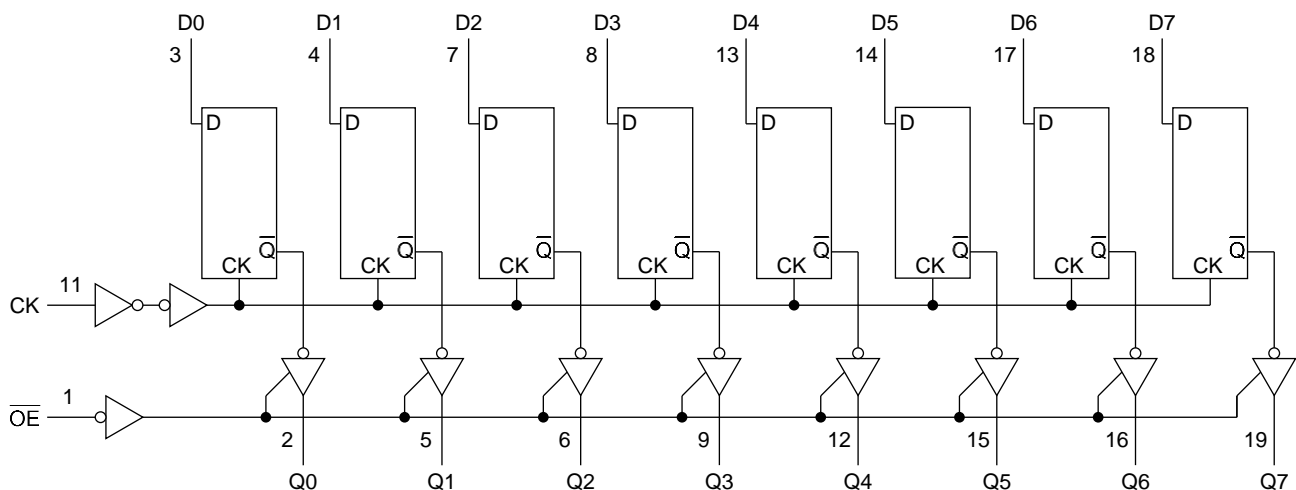 D0 D1 D2 D3 D4 D5 D6 D7
3 4 7 8 13 14 17 18
D D D D D D D D
Q̅ Q̅ Q̅ Q̅ Q̅ Q̅ Q̅ Q̅
CK CK CK CK CK CK CK CK
11
CK
1
O̅E̅
2 5 6 9 12 15 16 19
Q0 Q1 Q2 Q3 Q4 Q5 Q6 Q7